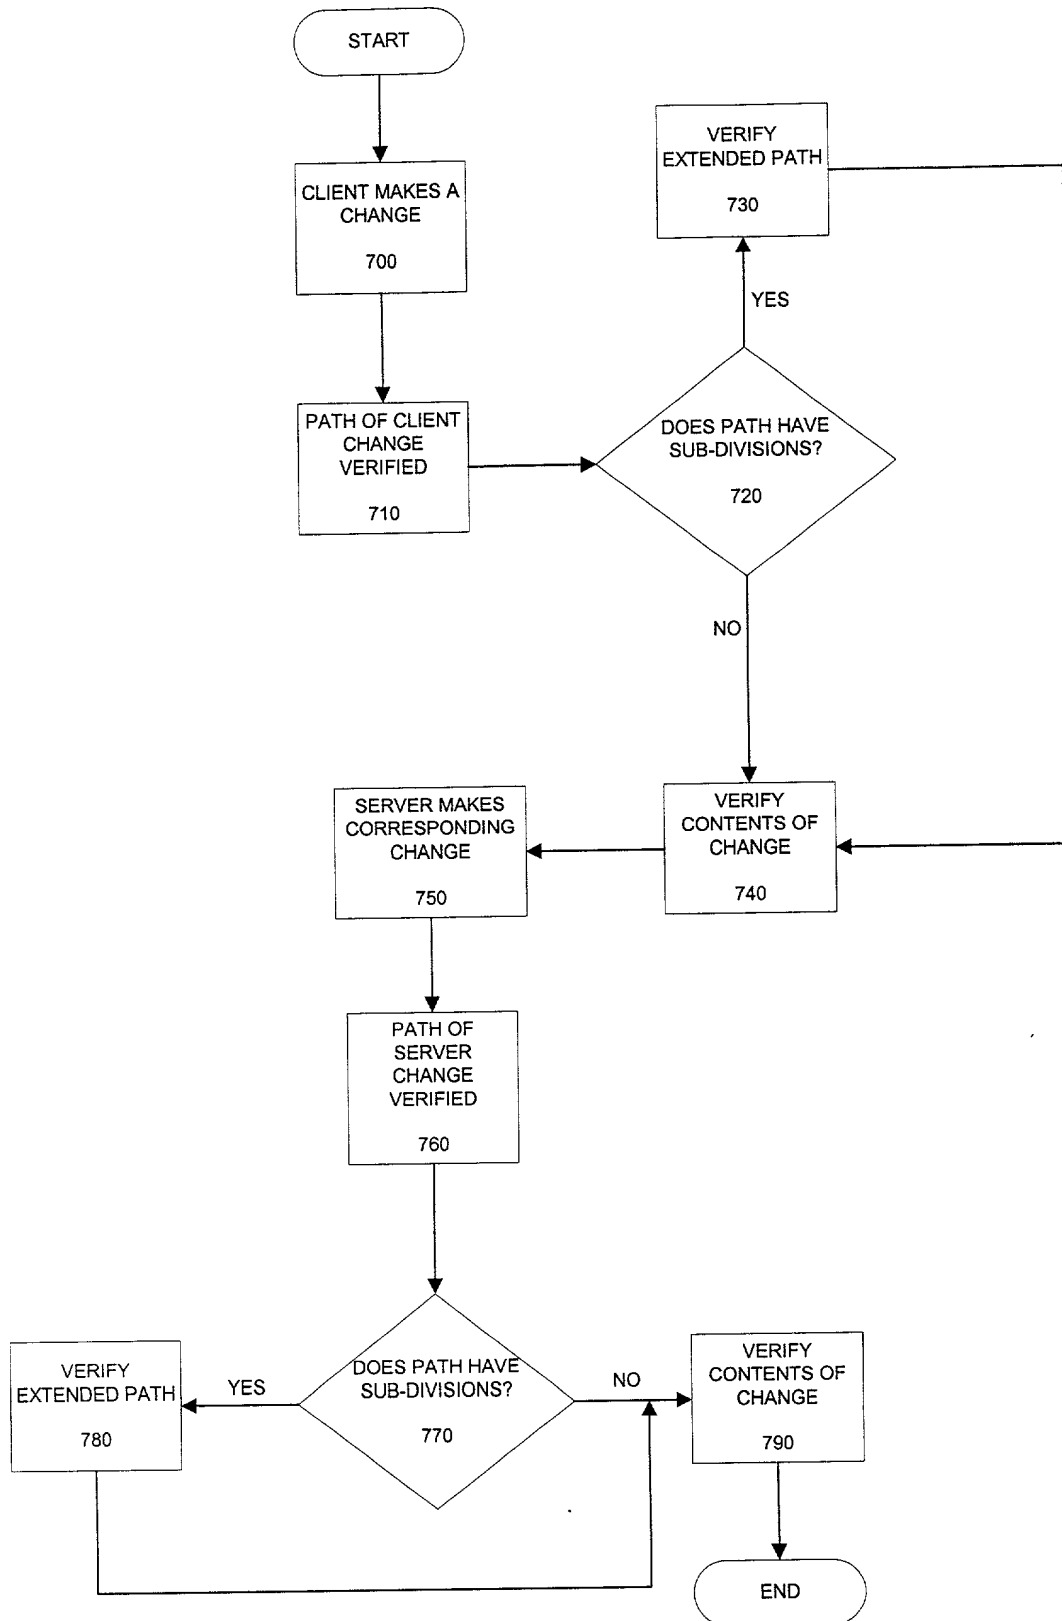 START
CLIENT MAKES A
CHANGE
700
PATH OF CLIENT
CHANGE
VERIFIED
710
DOES PATH HAVE
SUB-DIVISIONS?
720
YES
VERIFY
EXTENDED PATH
730
NO
VERIFY
CONTENTS OF
CHANGE
740
SERVER MAKES
CORRESPONDING
CHANGE
750
PATH OF
SERVER
CHANGE
VERIFIED
760
DOES PATH HAVE
SUB-DIVISIONS?
770
YES
VERIFY
EXTENDED PATH
780
NO
VERIFY
CONTENTS OF
CHANGE
790
END